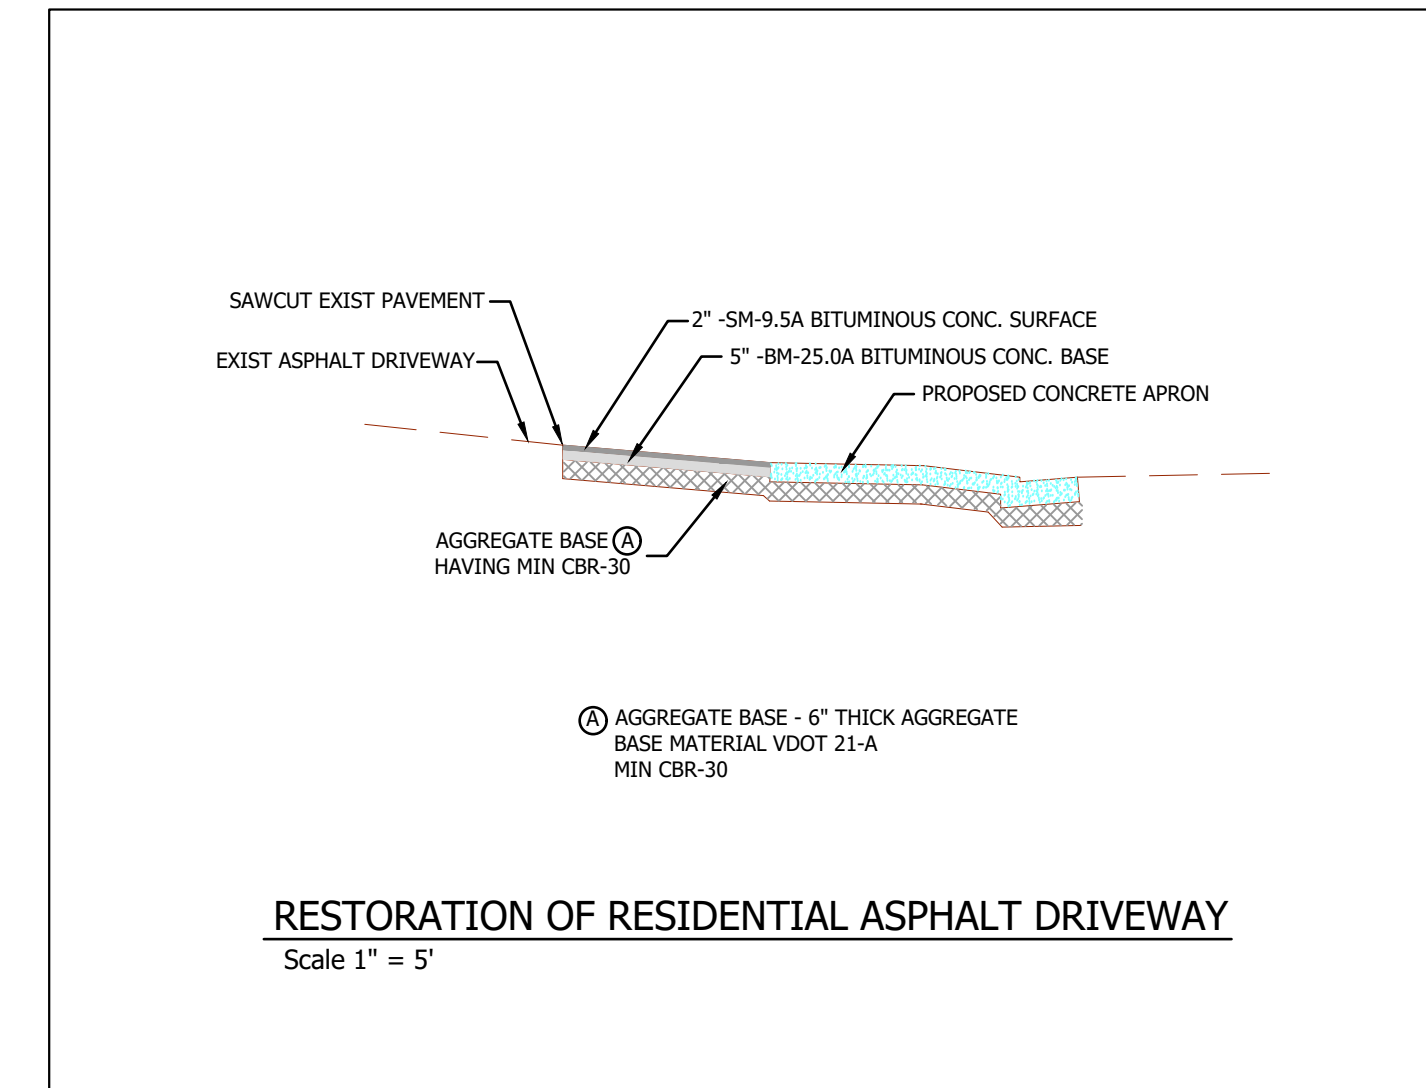 SAWCUT EXIST PAVEMENT
2" -SM-9.5A BITUMINOUS CONC. SURFACE
EXIST ASPHALT DRIVEWAY
5" -BM-25.0A BITUMINOUS CONC. BASE
PROPOSED CONCRETE APRON
AGGREGATE BASE A
HAVING MIN CBR-30
A AGGREGATE BASE - 6" THICK AGGREGATE
BASE MATERIAL VDOT 21-A
MIN CBR-30
RESTORATION OF RESIDENTIAL ASPHALT DRIVEWAY
Scale 1" = 5'